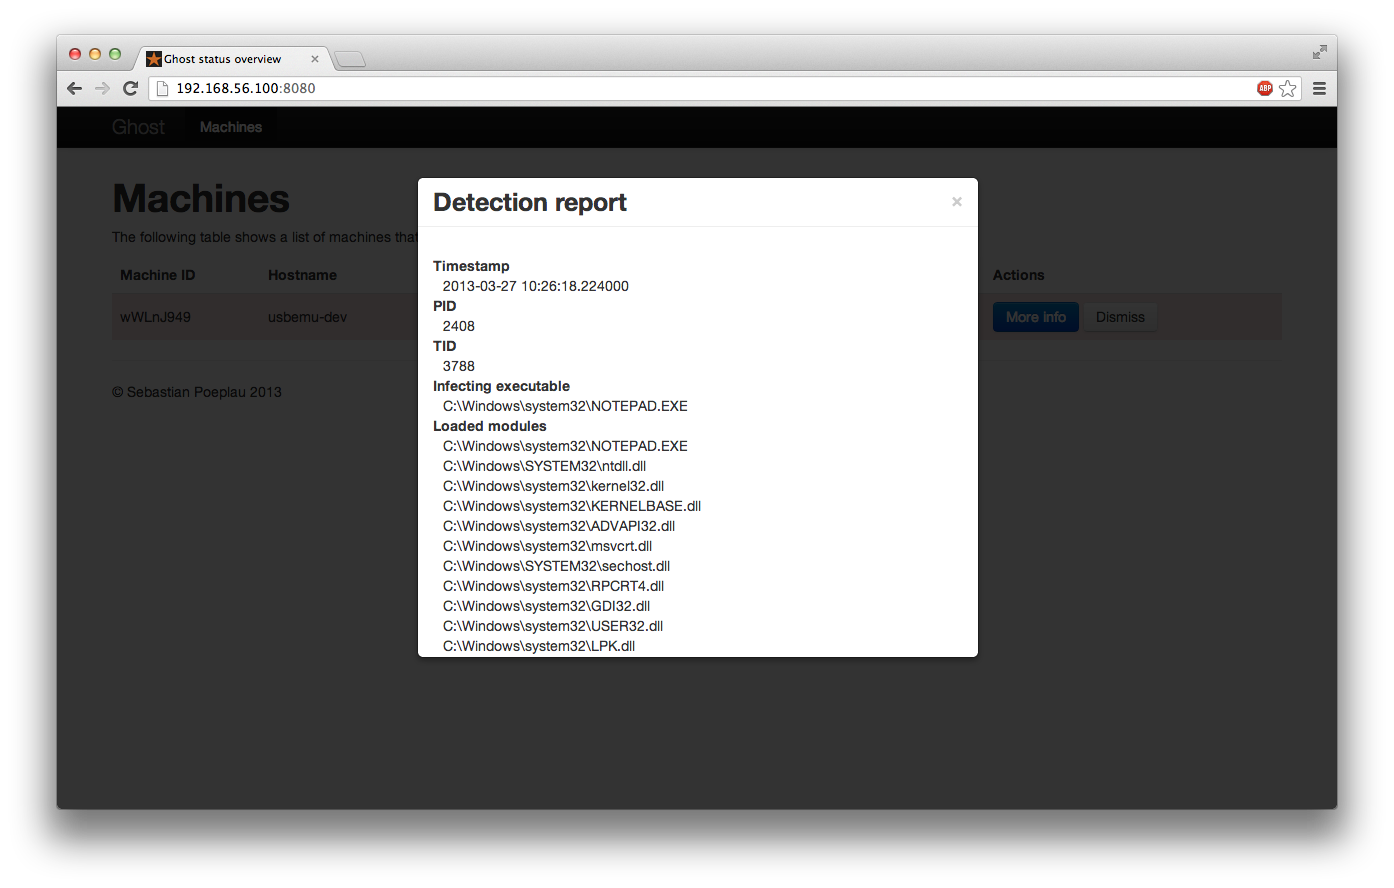 Ghost status overview
192.168.56.100:8080
ABP
Ghost Machines
Machines
The following table shows a list of machines that
Machine ID Hostname Actions
wWLnJ949 usbemu-dev More info Dismiss
© Sebastian Poeplau 2013
Detection report
Timestamp
2013-03-27 10:26:18.224000
PID
2408
TID
3788
Infecting executable
C:\Windows\system32\NOTEPAD.EXE
Loaded modules
C:\Windows\system32\NOTEPAD.EXE
C:\Windows\SYSTEM32\ntdll.dll
C:\Windows\system32\kernel32.dll
C:\Windows\system32\KERNELBASE.dll
C:\Windows\system32\ADVAPI32.dll
C:\Windows\system32\msvcrt.dll
C:\Windows\SYSTEM32\sechost.dll
C:\Windows\system32\RPCRT4.dll
C:\Windows\system32\GDI32.dll
C:\Windows\system32\USER32.dll
C:\Windows\system32\LPK.dll